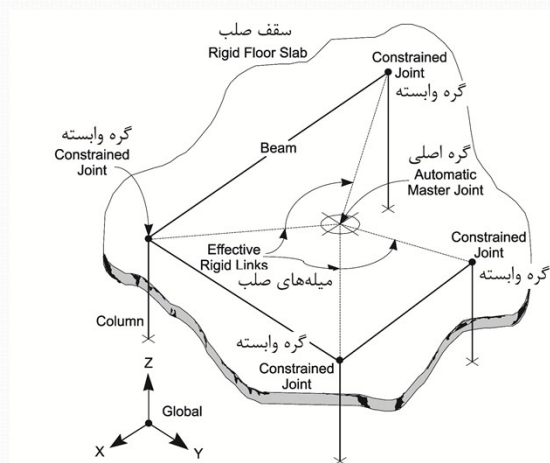 سقف صلب
Rigid Floor Slab
Constrained
Joint
گره وابسته
گره وابسته
Constrained
Joint
Beam
گره اصلی
Automatic
Master Joint
Effective
Rigid Links
میله‌های صلب
Constrained
Joint
گره وابسته
Column
گره وابسته
Constrained
Joint
Z
Global
X
Y